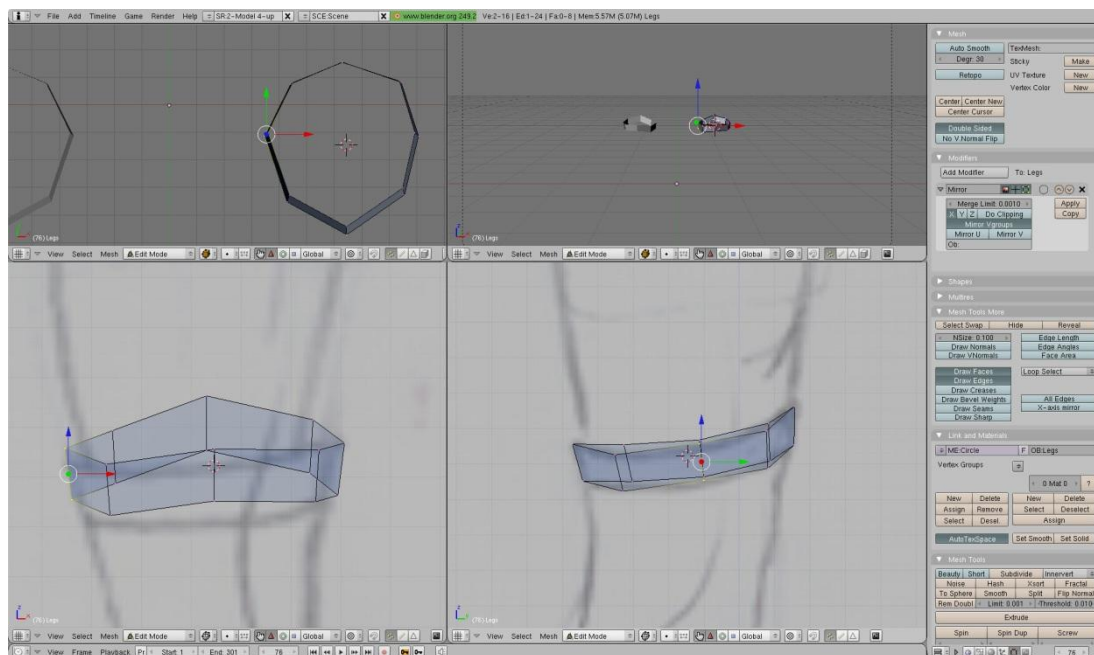 File Add Timeline Game Render Help SR:2-Model 4-up X SCE:Scene X www.blender.org 249.2 Ve:2-16 | Ed:1-24 | Fa:0-8 | Mem:5.57M (5.07M) Legs
(76) Legs
View Select Mesh Edit Mode Global
(76) Legs
View Select Mesh Edit Mode Global
(76) Legs
View Select Mesh Edit Mode Global
(76) Legs
View Select Mesh Edit Mode Global
View Frame Playback Pr Start: 1 End: 301 76
Mesh
Auto Smooth TexMesh:
Degr: 30 Sticky Make
Retopo UV Texture New
Vertex Color New
Center Center New
Center Cursor
Double Sided
No V.Normal Flip
Modifiers
Add Modifier To: Legs
Mirror X
Merge Limit: 0.0010 Apply
X Y Z Do Clipping Copy
Mirror Vgroups
Mirror U Mirror V
Ob:
Shapes
Multires
Mesh Tools More
Select Swap Hide Reveal
NSize: 0.100 Edge Length
Draw Normals Edge Angles
Draw VNormals Face Area
Draw Faces Loop Select
Draw Edges
Draw Creases
Draw Bevel Weights All Edges
Draw Seams X-axis mirror
Draw Sharp
Link and Materials
ME:Circle F OB:Legs
Vertex Groups
0 Mat 0 ?
New Delete New Delete
Assign Remove Select Deselect
Select Desel. Assign
AutoTexSpace Set Smooth Set Solid
Mesh Tools
Beauty Short Subdivide Innervert
Noise Hash Xsort Fractal
To Sphere Smooth Split Flip Normal
Rem Doubl Limit: 0.001 Threshold: 0.010
Extrude
Spin Spin Dup Screw
76